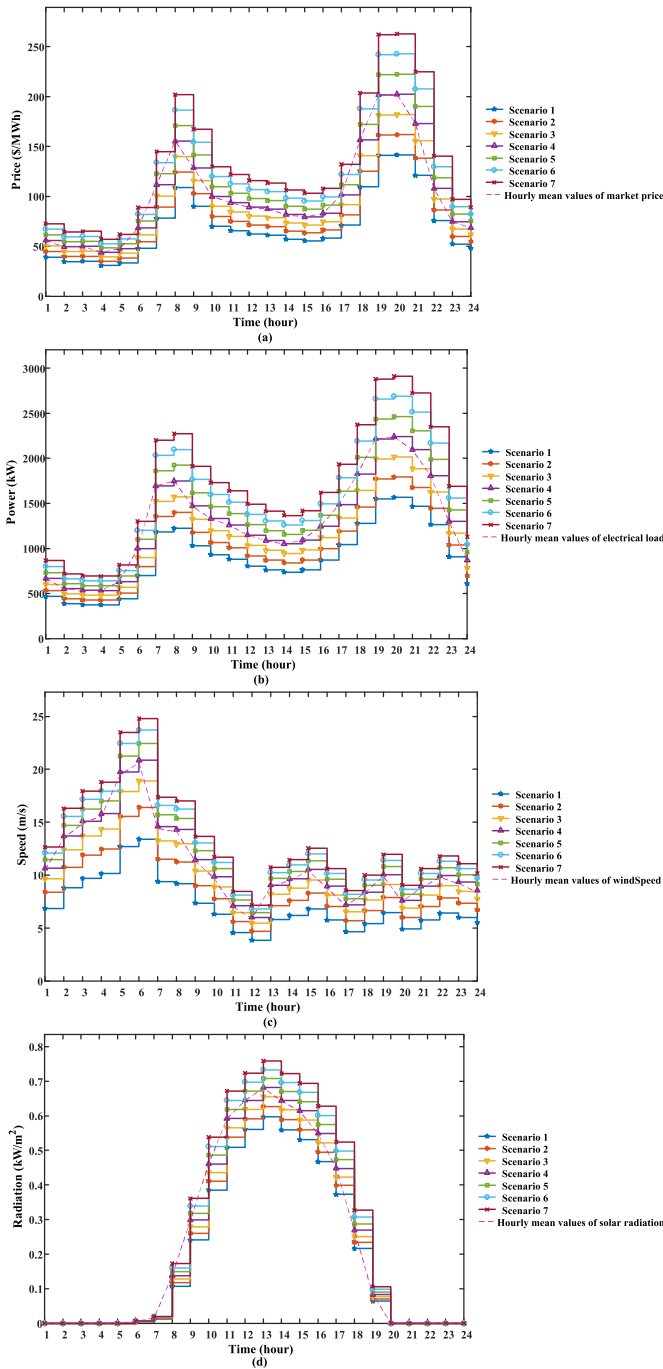 250
200
150
100
50
0
Price ($/MWh)
1 2 3 4 5 6 7 8 9 10 11 12 13 14 15 16 17 18 19 20 21 22 23 24
Time (hour)
(a)
Scenario 1
Scenario 2
Scenario 3
Scenario 4
Scenario 5
Scenario 6
Scenario 7
Hourly mean values of market price
3000
2500
2000
1500
1000
500
0
Power (kW)
1 2 3 4 5 6 7 8 9 10 11 12 13 14 15 16 17 18 19 20 21 22 23 24
Time (hour)
(b)
Scenario 1
Scenario 2
Scenario 3
Scenario 4
Scenario 5
Scenario 6
Scenario 7
Hourly mean values of electrical load
25
20
15
10
5
0
Speed (m/s)
1 2 3 4 5 6 7 8 9 10 11 12 13 14 15 16 17 18 19 20 21 22 23 24
Time (hour)
(c)
Scenario 1
Scenario 2
Scenario 3
Scenario 4
Scenario 5
Scenario 6
Scenario 7
Hourly mean values of windSpeed
0.8
0.7
0.6
0.5
0.4
0.3
0.2
0.1
0
Radiation (kW/m²)
1 2 3 4 5 6 7 8 9 10 11 12 13 14 15 16 17 18 19 20 21 22 23 24
Time (hour)
(d)
Scenario 1
Scenario 2
Scenario 3
Scenario 4
Scenario 5
Scenario 6
Scenario 7
Hourly mean values of solar radiation